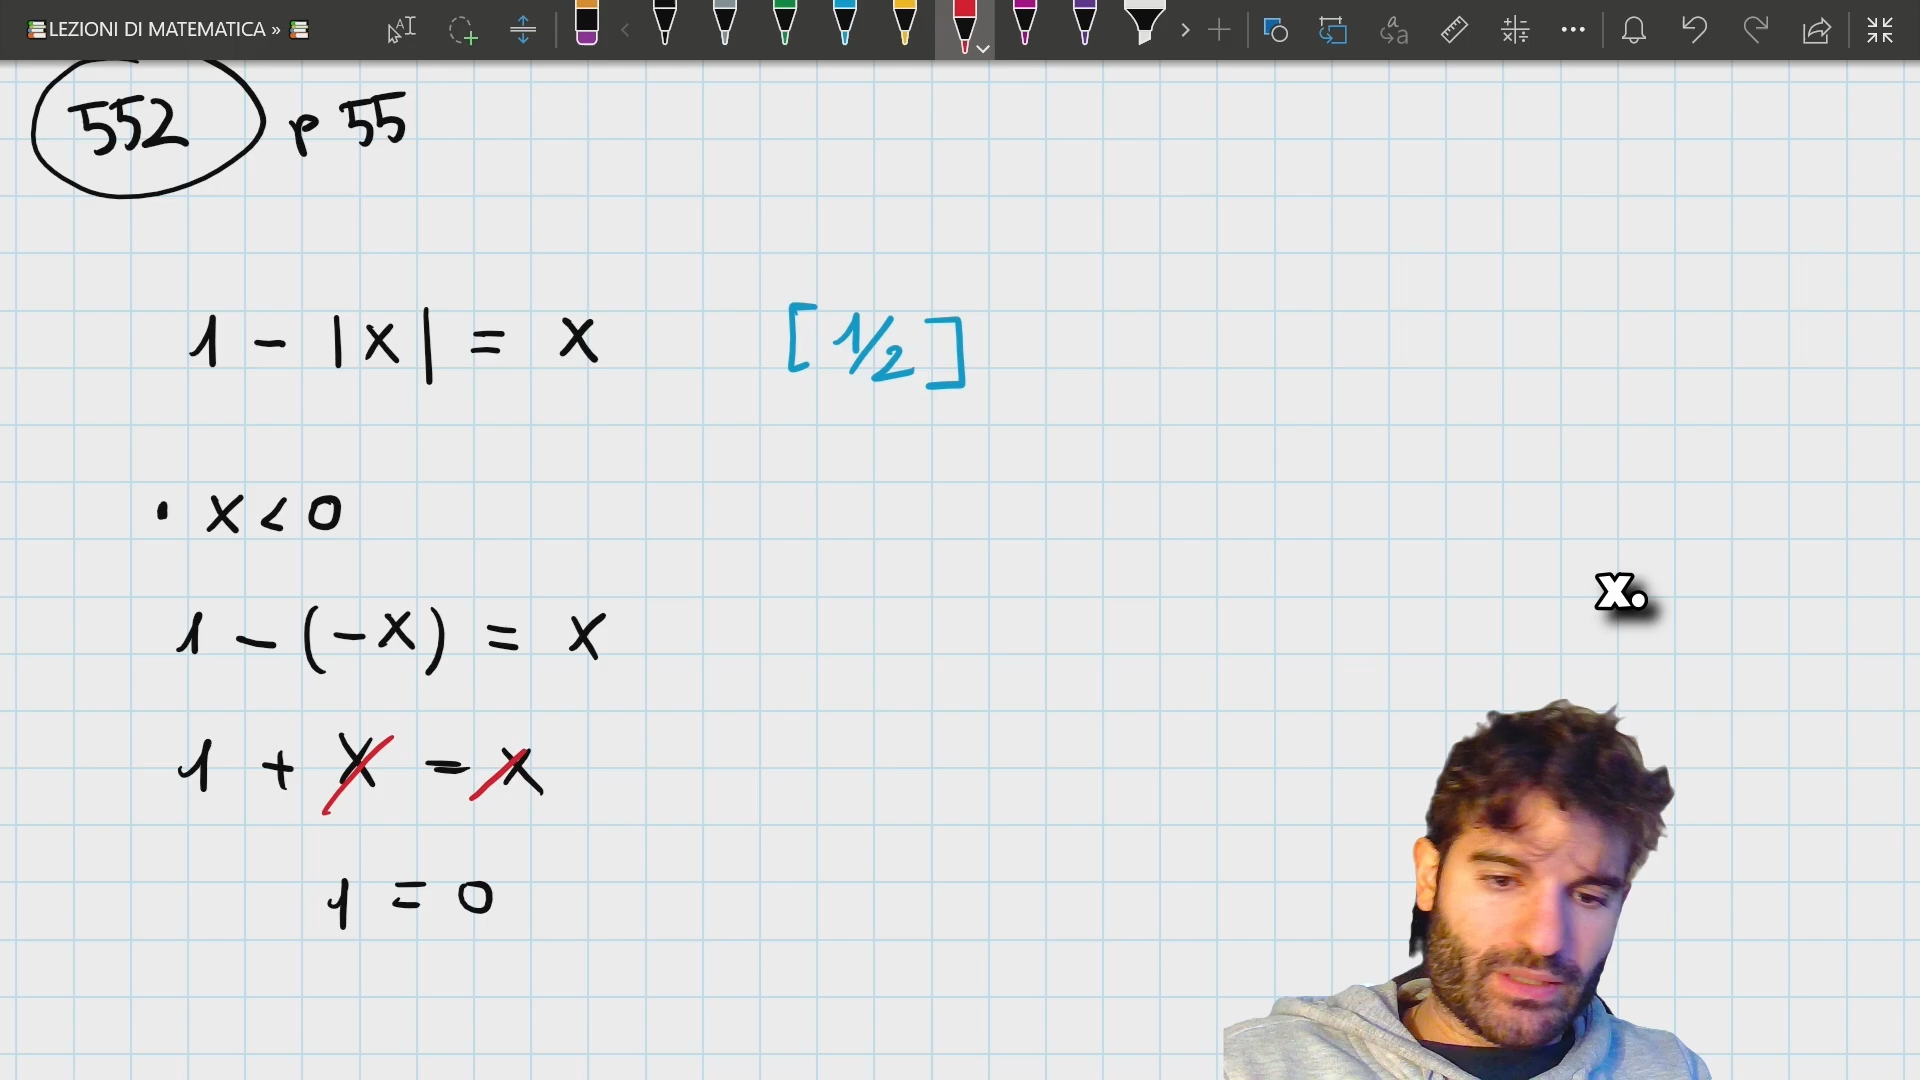 LEZIONI DI MATEMATICA »
552 p 55
1 - |x| = x [1/2]
• x < 0
1 - (-x) = x
x.
1 + x = x
1 = 0